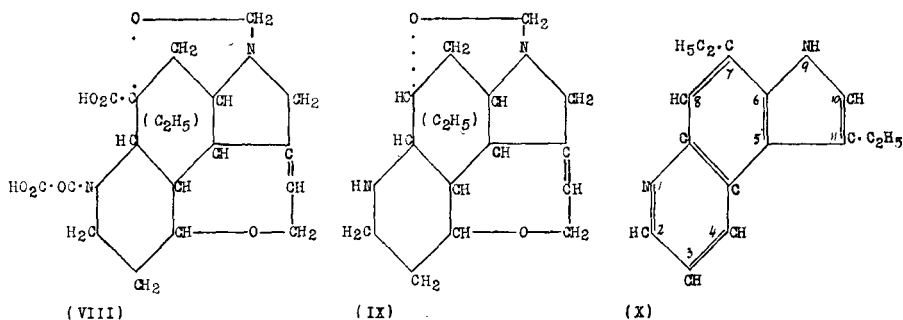 O CH₂ O CH₂
CH₂ N CH₂ N H₅C₂·C NH
7 9
HO₂C·C CH CH₂ HC CH CH₂ HC 8 6 10 CH
(C₂H₅) (C₂H₅)
HC CH C HC CH C C 5 11 C·C₂H₅
HO₂C·OC·N CH CH HN CH CH N 1 C
H₂C CH O CH₂ H₂C CH O CH₂ HC 2 4 CH
3
CH₂ CH₂ CH
(VIII) (IX) (X)